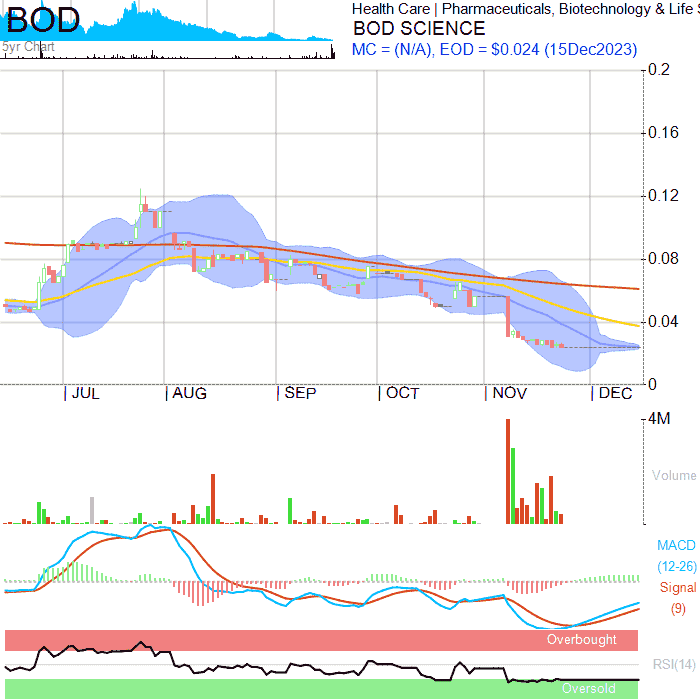 BOD
5yr Chart
Health Care | Pharmaceuticals, Biotechnology & Life S
BOD SCIENCE
MC = (N/A), EOD = $0.024 (15Dec2023)
0.2
0.16
0.12
0.08
0.04
0
JUL AUG SEP OCT NOV DEC
4M
Volume
MACD
(12-26)
Signal
(9)
Overbought
RSI(14)
Oversold